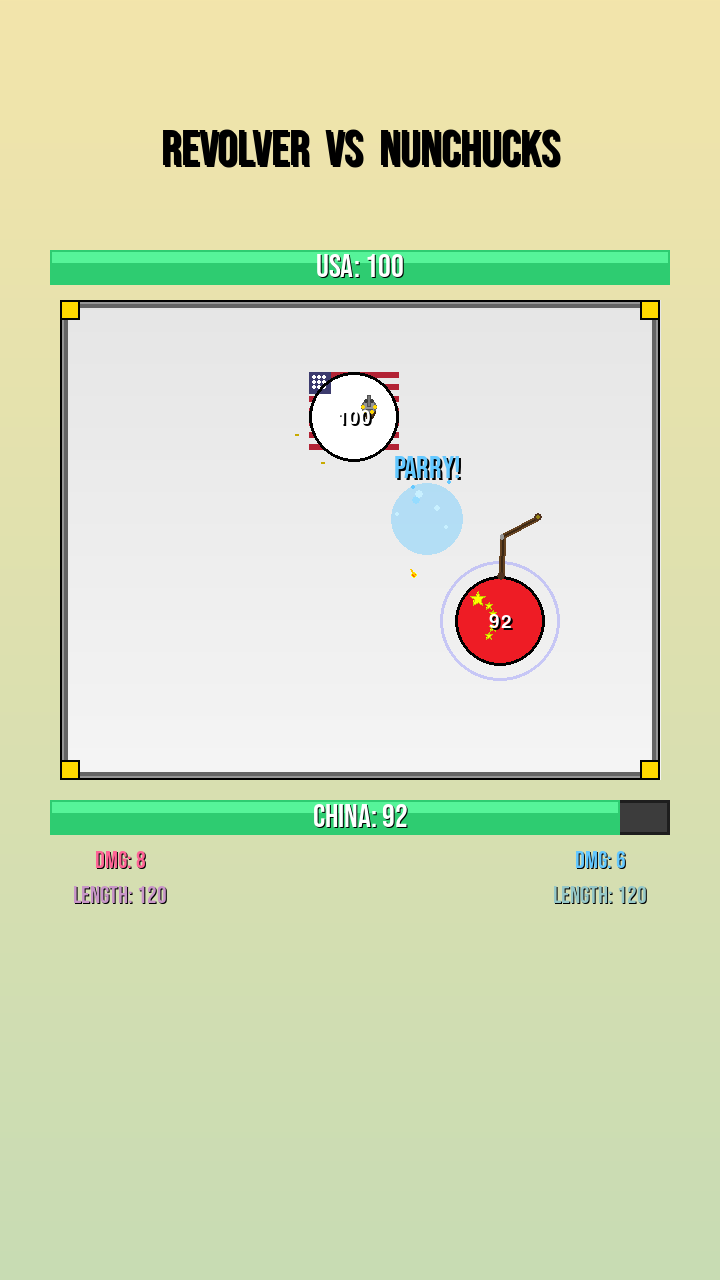 REVOLVER VS NUNCHUCKS
USA: 100
100
PARRY!
92
CHINA: 92
DMG: 8
DMG: 6
LENGTH: 120
LENGTH: 120